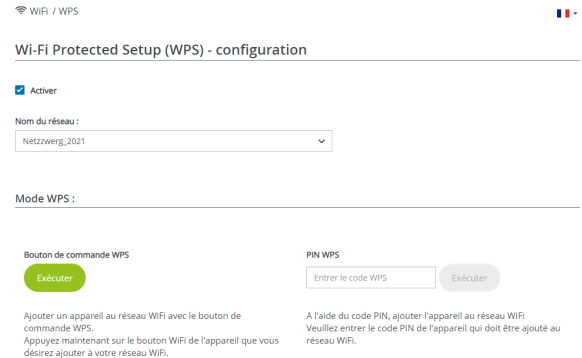 WiFi / WPS
Wi-Fi Protected Setup (WPS) - configuration
Activer
Nom du réseau :
Netzzwerg_2021
Mode WPS :
Bouton de commande WPS
Exécuter
Ajouter un appareil au réseau WiFi avec le bouton de
commande WPS.
Appuyez maintenant sur le bouton WiFi de l'appareil que vous
désirez ajouter à votre réseau WiFi.
PIN WPS
Entrer le code WPS
Exécuter
A l'aide du code PIN, ajouter l'appareil au réseau WiFi
Veuillez entrer le code PIN de l'appareil qui doit être ajouté au
réseau WiFi.